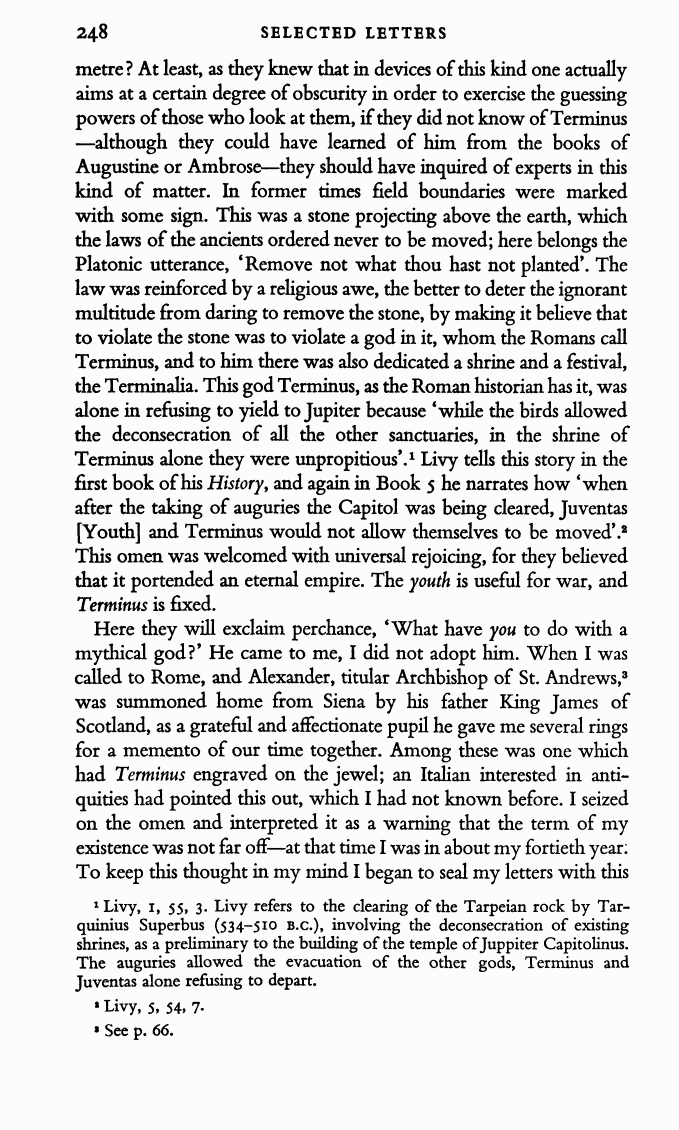 248 SELECTED LETTERS
metre? At least, as they knew that in devices of this kind one actually
aims at a certain degree of obscurity in order to exercise the guessing
powers of those who look at them, if they did not know of Terminus
—although they could have learned of him from the books of
Augustine or Ambrose—they should have inquired of experts in this
kind of matter. In former times field boundaries were marked
with some sign. This was a stone projecting above the earth, which
the laws of the ancients ordered never to be moved; here belongs the
Platonic utterance, ‘Remove not what thou hast not planted’. The
law was reinforced by a religious awe, the better to deter the ignorant
multitude from daring to remove the stone, by making it believe that
to violate the stone was to violate a god in it, whom the Romans call
Terminus, and to him there was also dedicated a shrine and a festival,
the Terminalia. This god Terminus, as the Roman historian has it, was
alone in refusing to yield to Jupiter because ‘while the birds allowed
the deconsecration of all the other sanctuaries, in the shrine of
Terminus alone they were unpropitious’.¹ Livy tells this story in the
first book of his History, and again in Book 5 he narrates how ‘when
after the taking of auguries the Capitol was being cleared, Juventas
[Youth] and Terminus would not allow themselves to be moved’.²
This omen was welcomed with universal rejoicing, for they believed
that it portended an eternal empire. The youth is useful for war, and
Terminus is fixed.
Here they will exclaim perchance, ‘What have you to do with a
mythical god?’ He came to me, I did not adopt him. When I was
called to Rome, and Alexander, titular Archbishop of St. Andrews,³
was summoned home from Siena by his father King James of
Scotland, as a grateful and affectionate pupil he gave me several rings
for a memento of our time together. Among these was one which
had Terminus engraved on the jewel; an Italian interested in anti-
quities had pointed this out, which I had not known before. I seized
on the omen and interpreted it as a warning that the term of my
existence was not far off—at that time I was in about my fortieth year.
To keep this thought in my mind I began to seal my letters with this
¹ Livy, 1, 55, 3. Livy refers to the clearing of the Tarpeian rock by Tar-
quinius Superbus (534–510 B.C.), involving the deconsecration of existing
shrines, as a preliminary to the building of the temple of Juppiter Capitolinus.
The auguries allowed the evacuation of the other gods, Terminus and
Juventas alone refusing to depart.
² Livy, 5, 54, 7.
³ See p. 66.